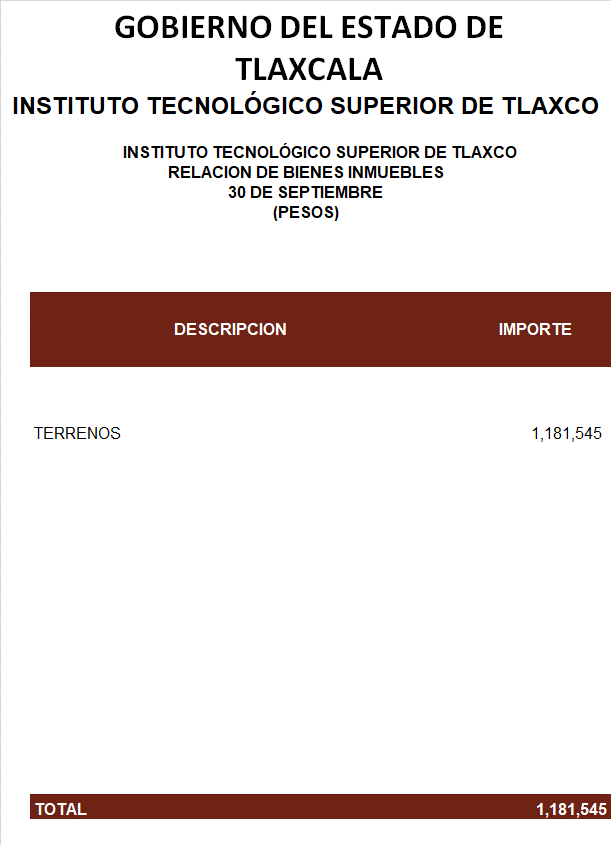 GOBIERNO DEL ESTADO DE
TLAXCALA
INSTITUTO TECNOLÓGICO SUPERIOR DE TLAXCO
INSTITUTO TECNOLÓGICO SUPERIOR DE TLAXCO
RELACION DE BIENES INMUEBLES
30 DE SEPTIEMBRE
(PESOS)
DESCRIPCION IMPORTE
TERRENOS 1,181,545
TOTAL 1,181,545